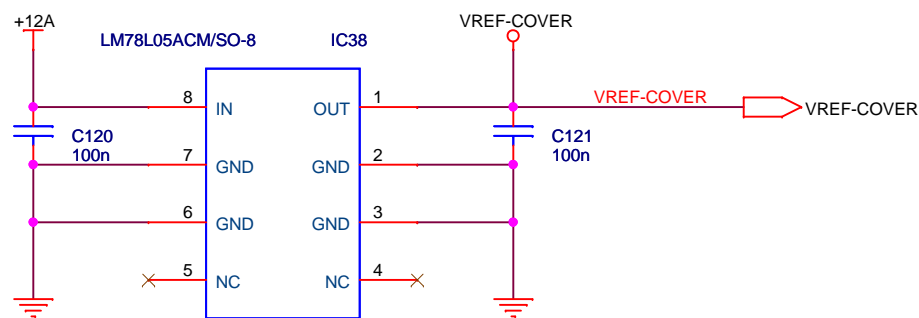 +12A
VREF-COVER
LM78L05ACM/SO-8 IC38
8 IN OUT 1
VREF-COVER
VREF-COVER
C120
100n
C121
100n
7 GND GND 2
6 GND GND 3
5 NC NC 4